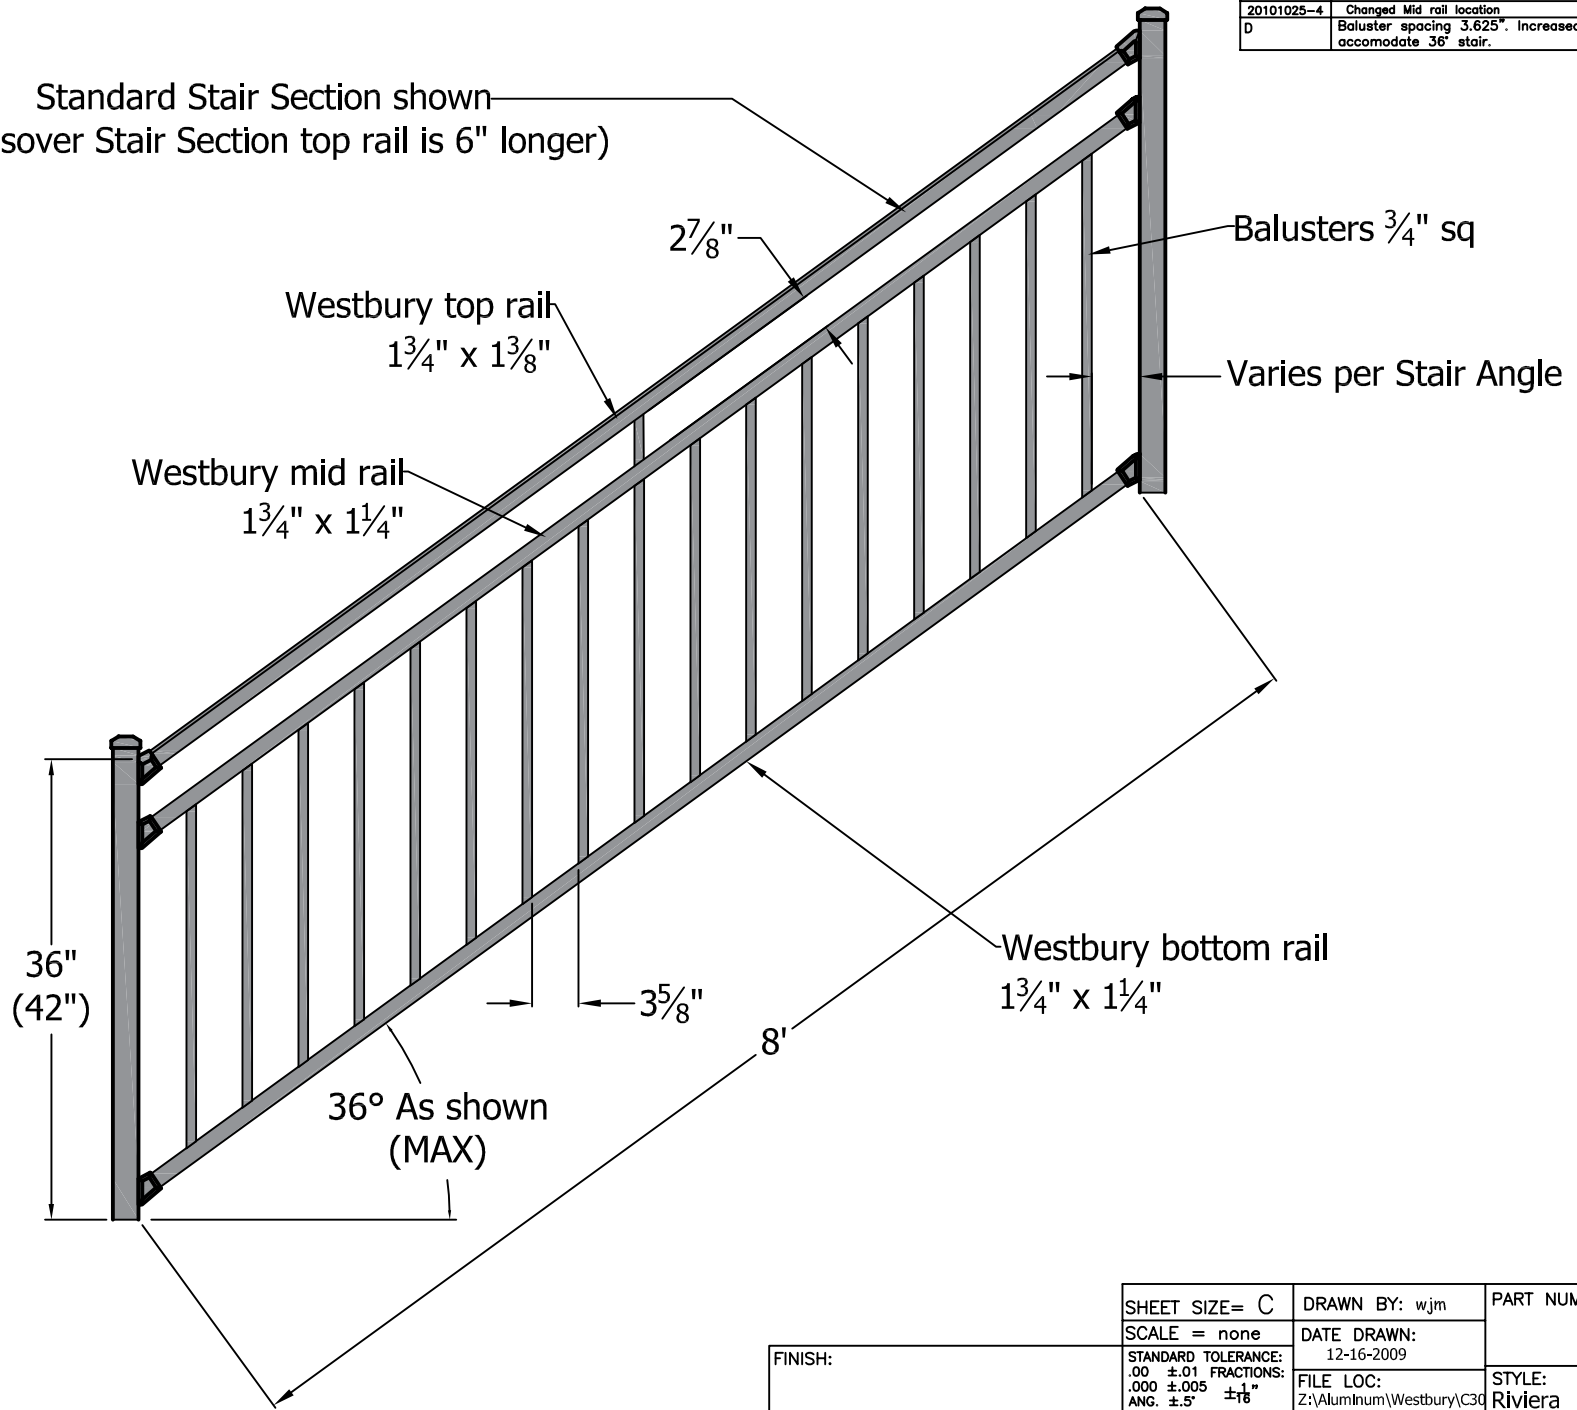 20101025-4 Changed Mid rail location
D Baluster spacing 3.625". Increased
accomodate 36° stair.
Standard Stair Section shown
sover Stair Section top rail is 6" longer)
2⅞"
Balusters ¾" sq
Westbury top rail
1¾" x 1⅜"
Varies per Stair Angle
Westbury mid rail
1¾" x 1¼"
36"
(42")
Westbury bottom rail
1¾" x 1¼"
3⅝"
8'
36° As shown
(MAX)
SHEET SIZE= C DRAWN BY: wjm PART NUM
SCALE = none DATE DRAWN:
12-16-2009
FINISH:
STANDARD TOLERANCE:
.00 ±.01 FRACTIONS:
.000 ±.005 ±1/16"
ANG. ±.5°
FILE LOC:
Z:\Aluminum\Westbury\C30
STYLE:
Riviera